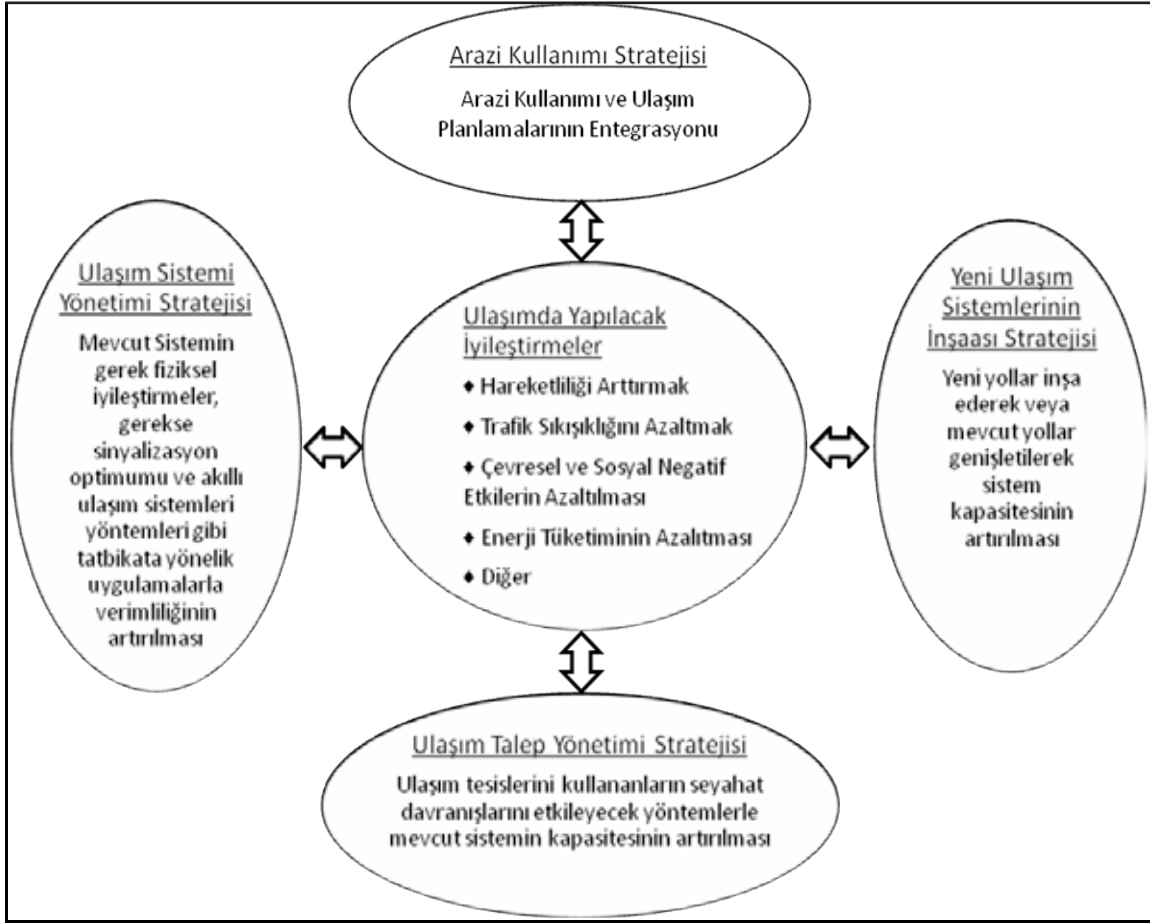 Arazi Kullanımı Stratejisi
Arazi Kullanımı ve Ulaşım
Planlamalarının Entegrasyonu
Ulaşım Sistemi
Yönetimi Stratejisi
Mevcut Sistemin
gerek fiziksel
iyileştirmeler,
gerekse
sinyalizasyon
optimumu ve akıllı
ulaşım sistemleri
yöntemleri gibi
tatbikata yönelik
uygulamalarla
verimliliğinin
artırılması
Ulaşımda Yapılacak
İyileştirmeler
♦ Hareketliliği Arttırmak
♦ Trafik Sıkışıklığını Azaltmak
♦ Çevresel ve Sosyal Negatif
Etkilerin Azaltılması
♦ Enerji Tüketiminin Azalıtması
♦ Diğer
Yeni Ulaşım
Sistemlerinin
İnşaası Stratejisi
Yeni yollar inşa
ederek veya
mevcut yollar
genişletilerek
sistem
kapasitesinin
artırılması
Ulaşım Talep Yönetimi Stratejisi
Ulaşım tesislerini kullananların seyahat
davranışlarını etkileyecek yöntemlerle
mevcut sistemin kapasitesinin artırılması